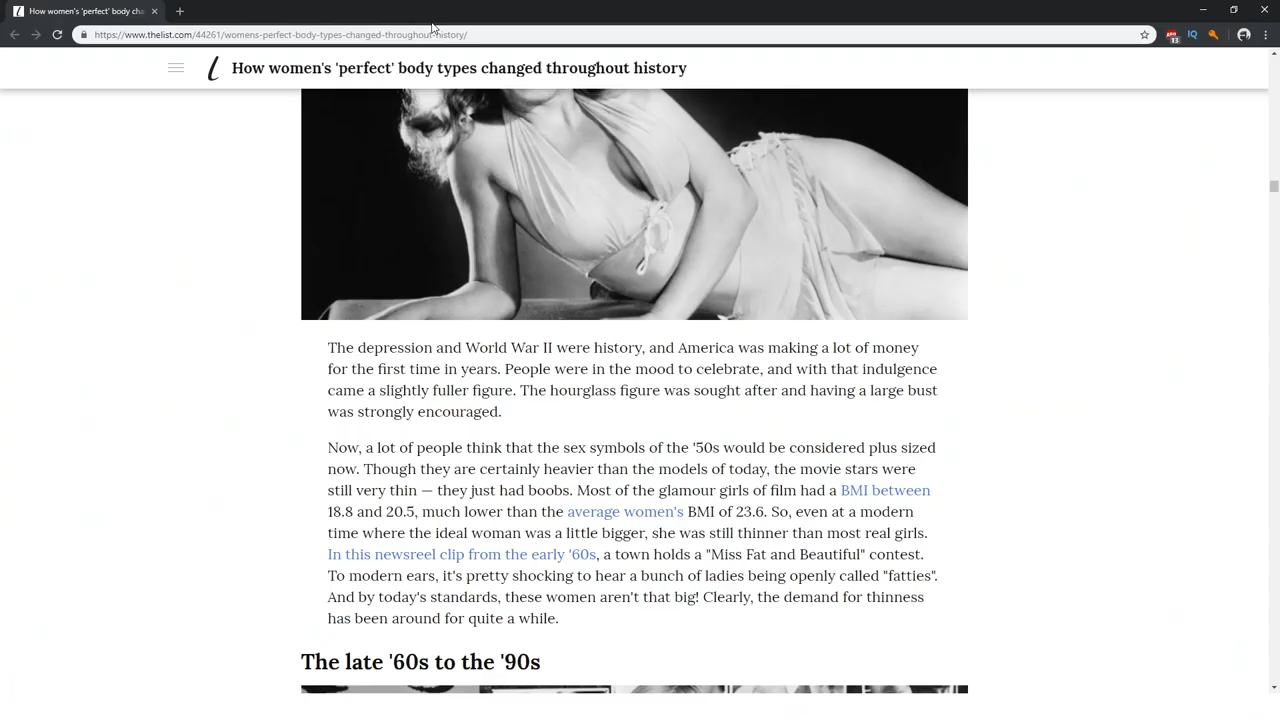 How women's 'perfect' body cha
https://www.thelist.com/44261/womens-perfect-body-types-changed-throughout-history/
13
IQ
How women's 'perfect' body types changed throughout history
The depression and World War II were history, and America was making a lot of money
for the first time in years. People were in the mood to celebrate, and with that indulgence
came a slightly fuller figure. The hourglass figure was sought after and having a large bust
was strongly encouraged.
Now, a lot of people think that the sex symbols of the '50s would be considered plus sized
now. Though they are certainly heavier than the models of today, the movie stars were
still very thin — they just had boobs. Most of the glamour girls of film had a BMI between
18.8 and 20.5, much lower than the average women's BMI of 23.6. So, even at a modern
time where the ideal woman was a little bigger, she was still thinner than most real girls.
In this newsreel clip from the early '60s, a town holds a "Miss Fat and Beautiful" contest.
To modern ears, it's pretty shocking to hear a bunch of ladies being openly called "fatties".
And by today's standards, these women aren't that big! Clearly, the demand for thinness
has been around for quite a while.
The late '60s to the '90s